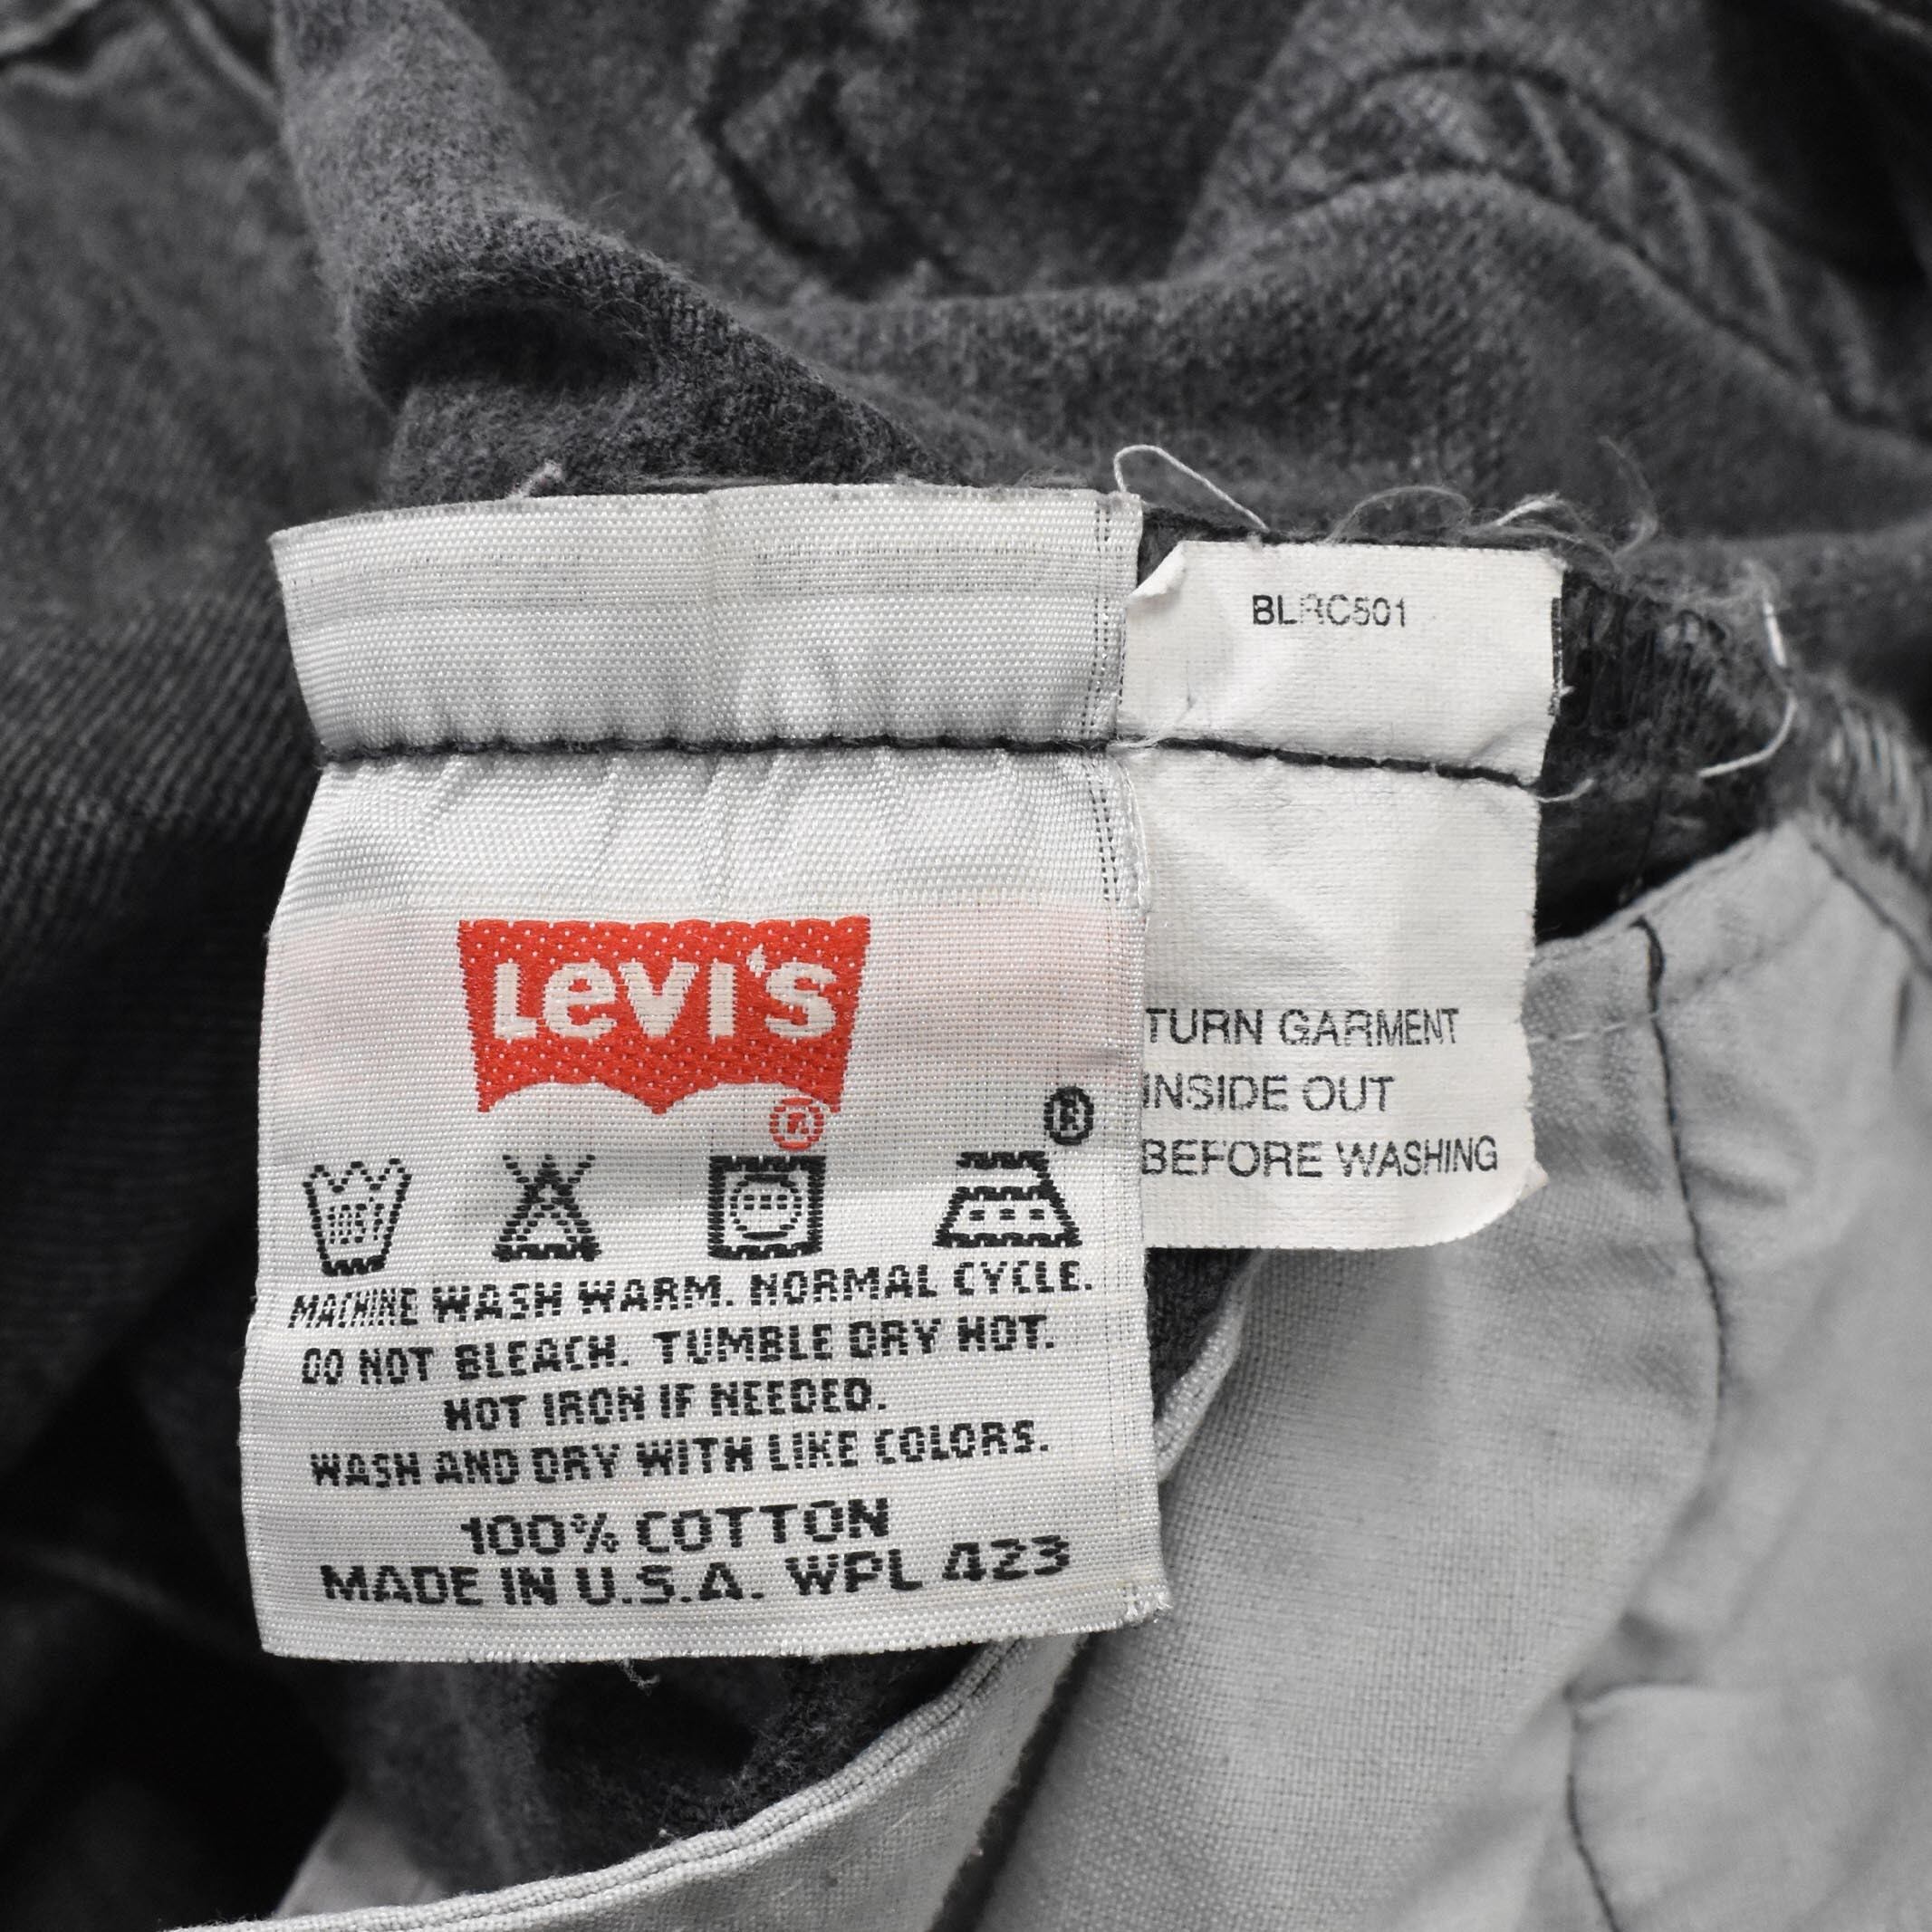 BLRC501
LEVI'S
®
®
TURN GARMENT
INSIDE OUT
BEFORE WASHING
105F
MACHINE WASH WARM. NORMAL CYCLE.
DO NOT BLEACH. TUMBLE DRY HOT.
HOT IRON IF NEEDED.
WASH AND DRY WITH LIKE COLORS.
100% COTTON
MADE IN U.S.A. WPL 423